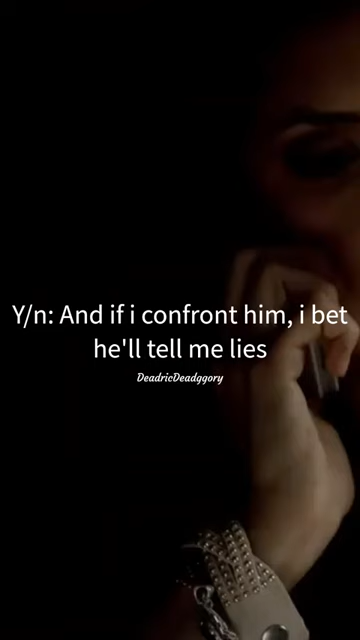 Y/n: And if i confront him, i bet
he'll tell me lies
DeadricDeadggory